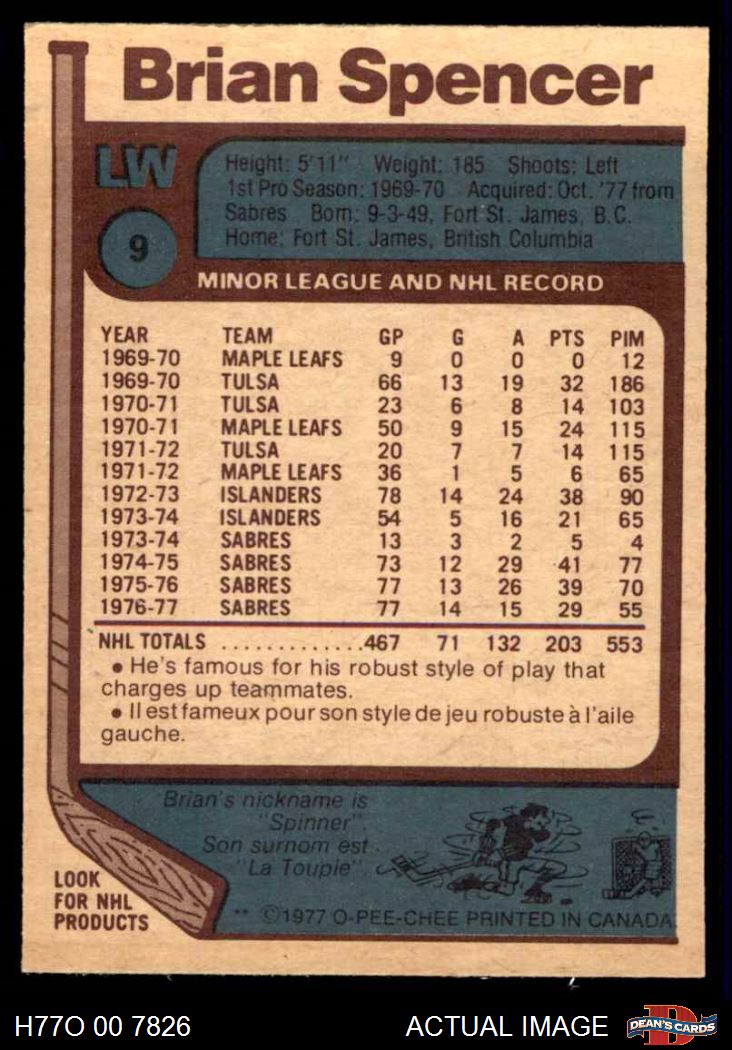 Brian Spencer
LW
9
Height: 5'11" Weight: 185 Shoots: Left
1st Pro Season: 1969-70 Acquired: Oct. '77 from
Sabres Born: 9-3-49, Fort St. James, B.C.
Home: Fort St. James, British Columbia
MINOR LEAGUE AND NHL RECORD
YEAR TEAM GP G A PTS PIM
1969-70 MAPLE LEAFS 9 0 0 0 12
1969-70 TULSA 66 13 19 32 186
1970-71 TULSA 23 6 8 14 103
1970-71 MAPLE LEAFS 50 9 15 24 115
1971-72 TULSA 20 7 7 14 115
1971-72 MAPLE LEAFS 36 1 5 6 65
1972-73 ISLANDERS 78 14 24 38 90
1973-74 ISLANDERS 54 5 16 21 65
1973-74 SABRES 13 3 2 5 4
1974-75 SABRES 73 12 29 41 77
1975-76 SABRES 77 13 26 39 70
1976-77 SABRES 77 14 15 29 55
NHL TOTALS .............467 71 132 203 553
• He's famous for his robust style of play that
charges up teammates.
• Il est fameux pour son style de jeu robuste à l'aile
gauche.
Brian's nickname is
"Spinner".
Son surnom est
"La Toupie".
LOOK
FOR NHL
PRODUCTS
** ©1977 O-PEE-CHEE PRINTED IN CANADA
H77O 00 7826
ACTUAL IMAGE
D
DEAN'S CARDS